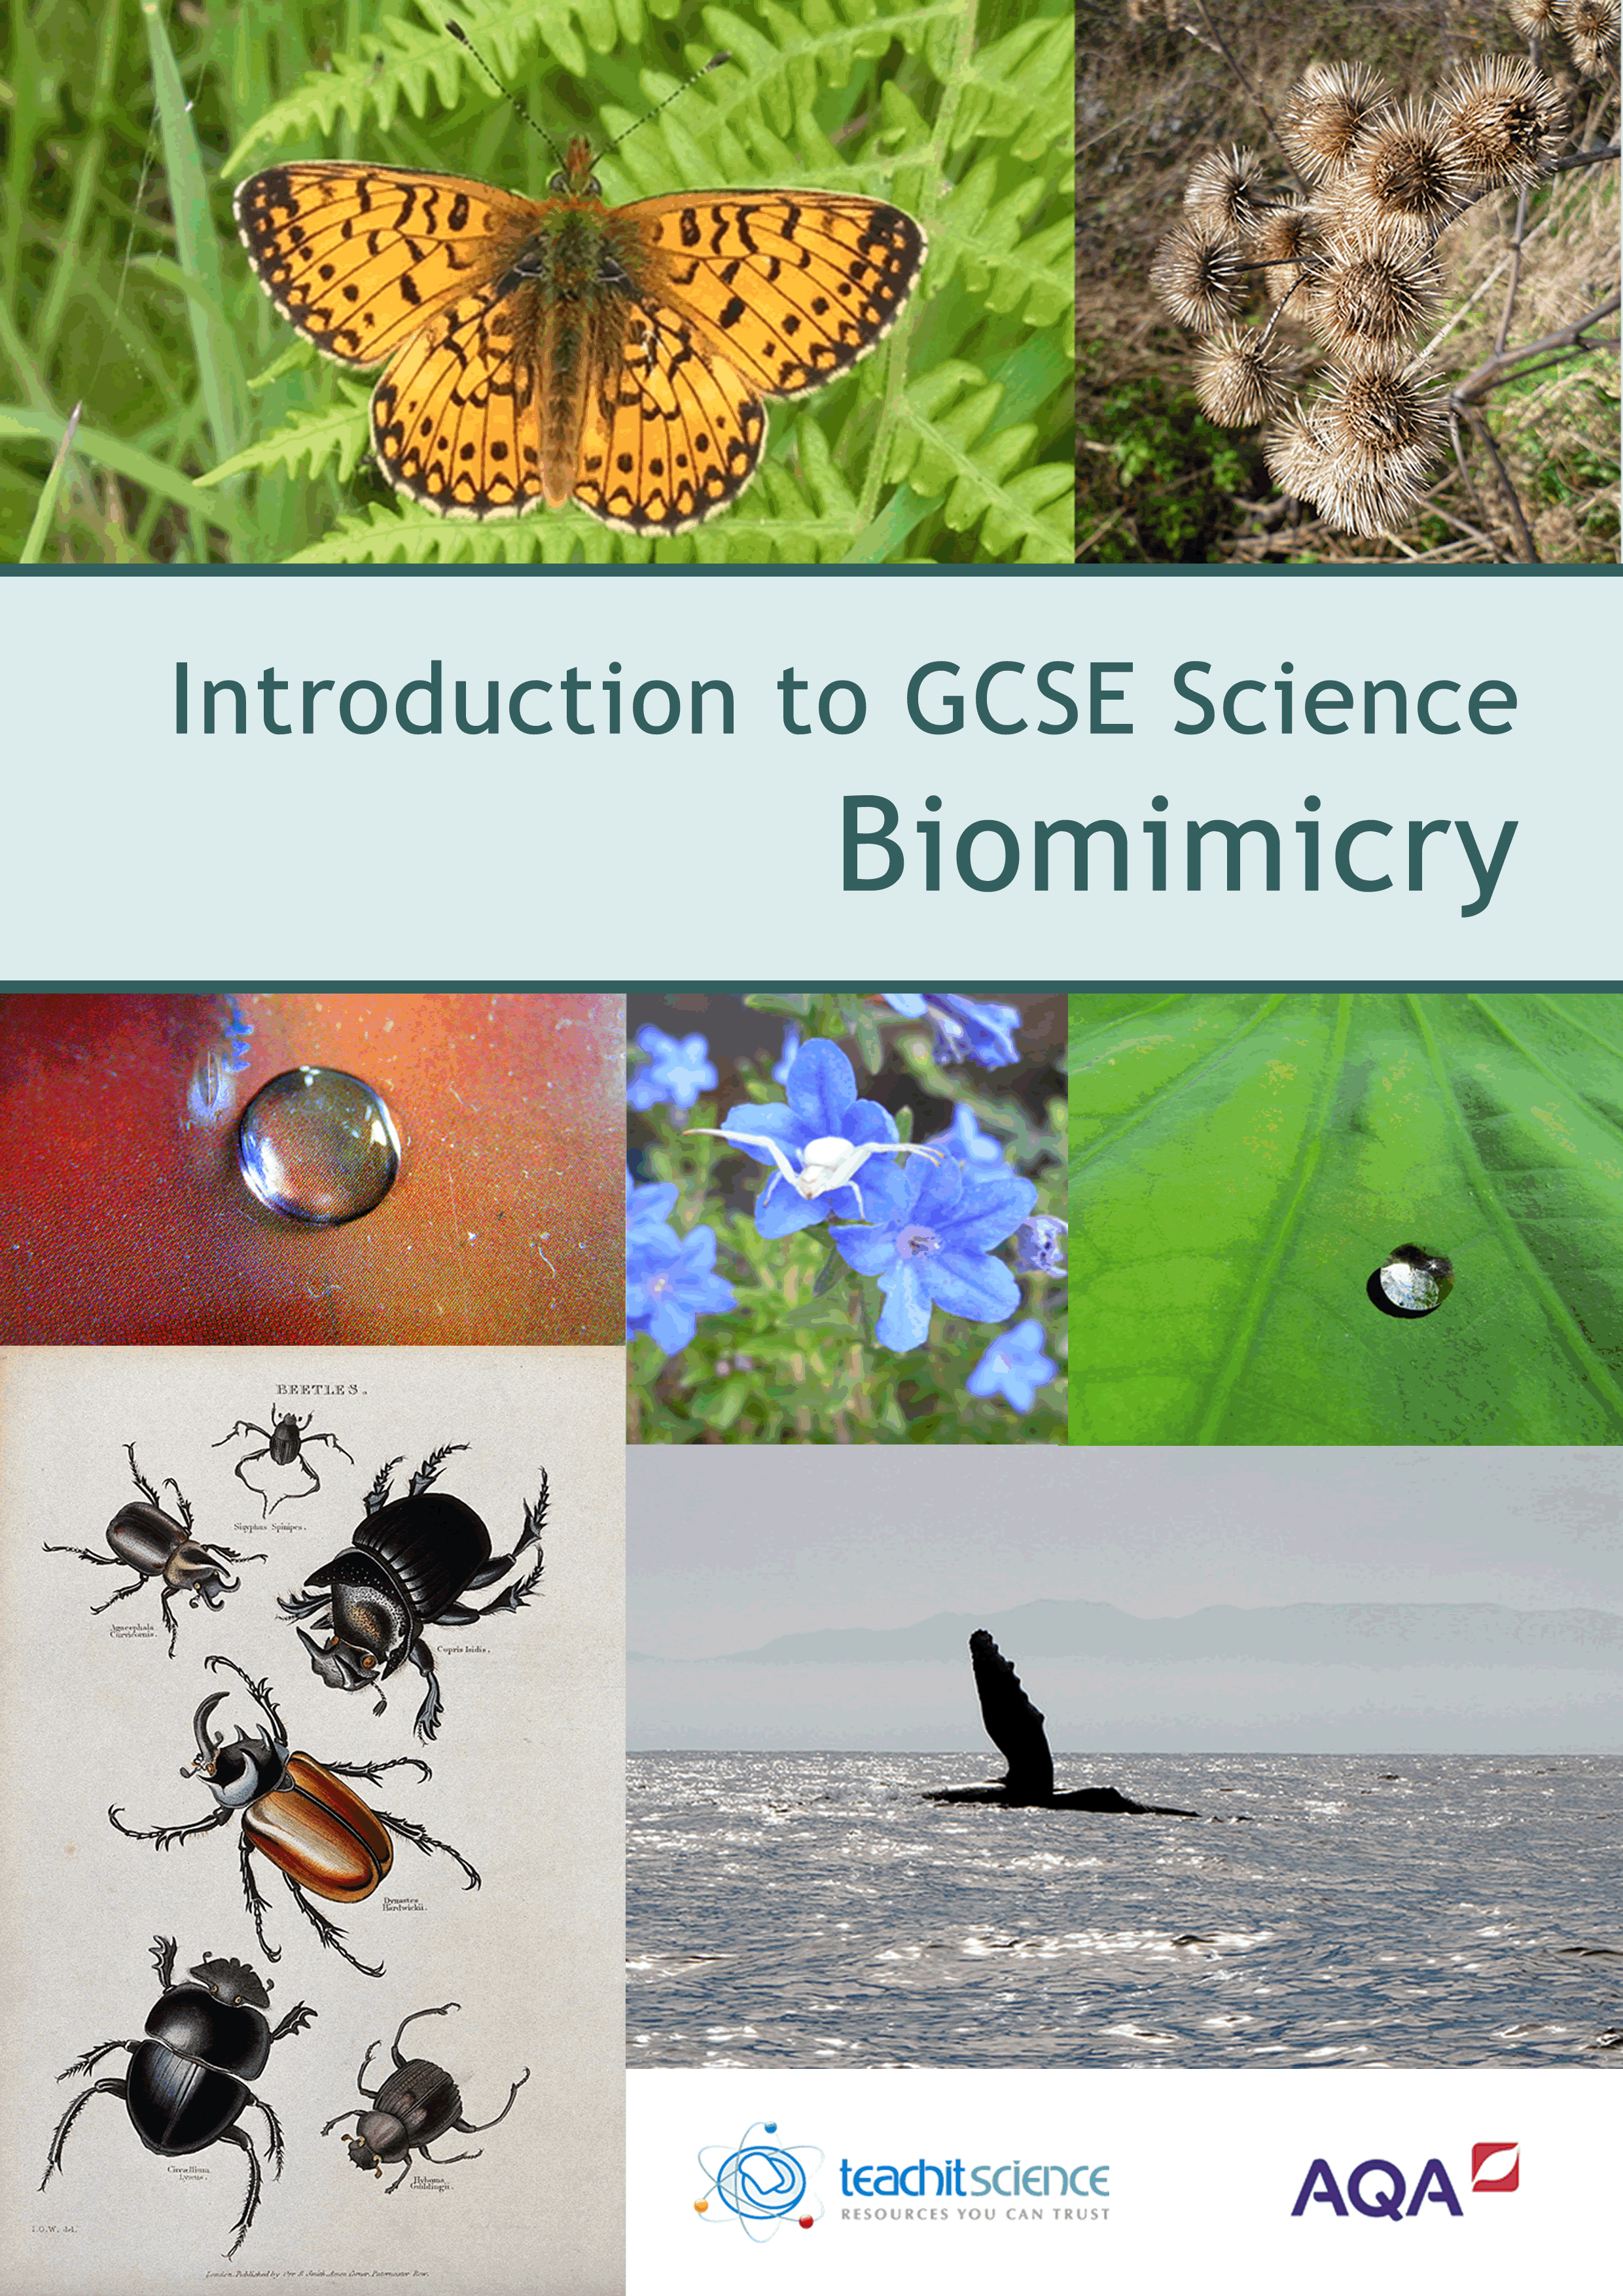 Introduction to GCSE Science
Biomimicry
BEETLES.
Sisyphus Spinipes.
Copris Isidis.
Dynastes
Hardwickii.
teachitscience
RESOURCES YOU CAN TRUST
AQA